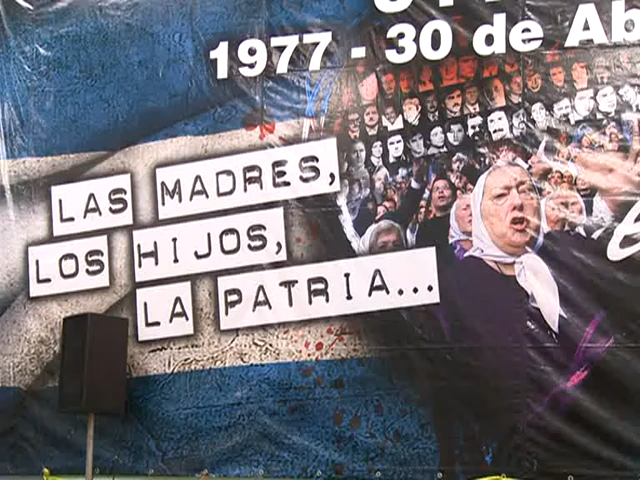 1977 - 30 de Ab
LAS MADRES,
LOS HIJOS,
LA PATRIA...